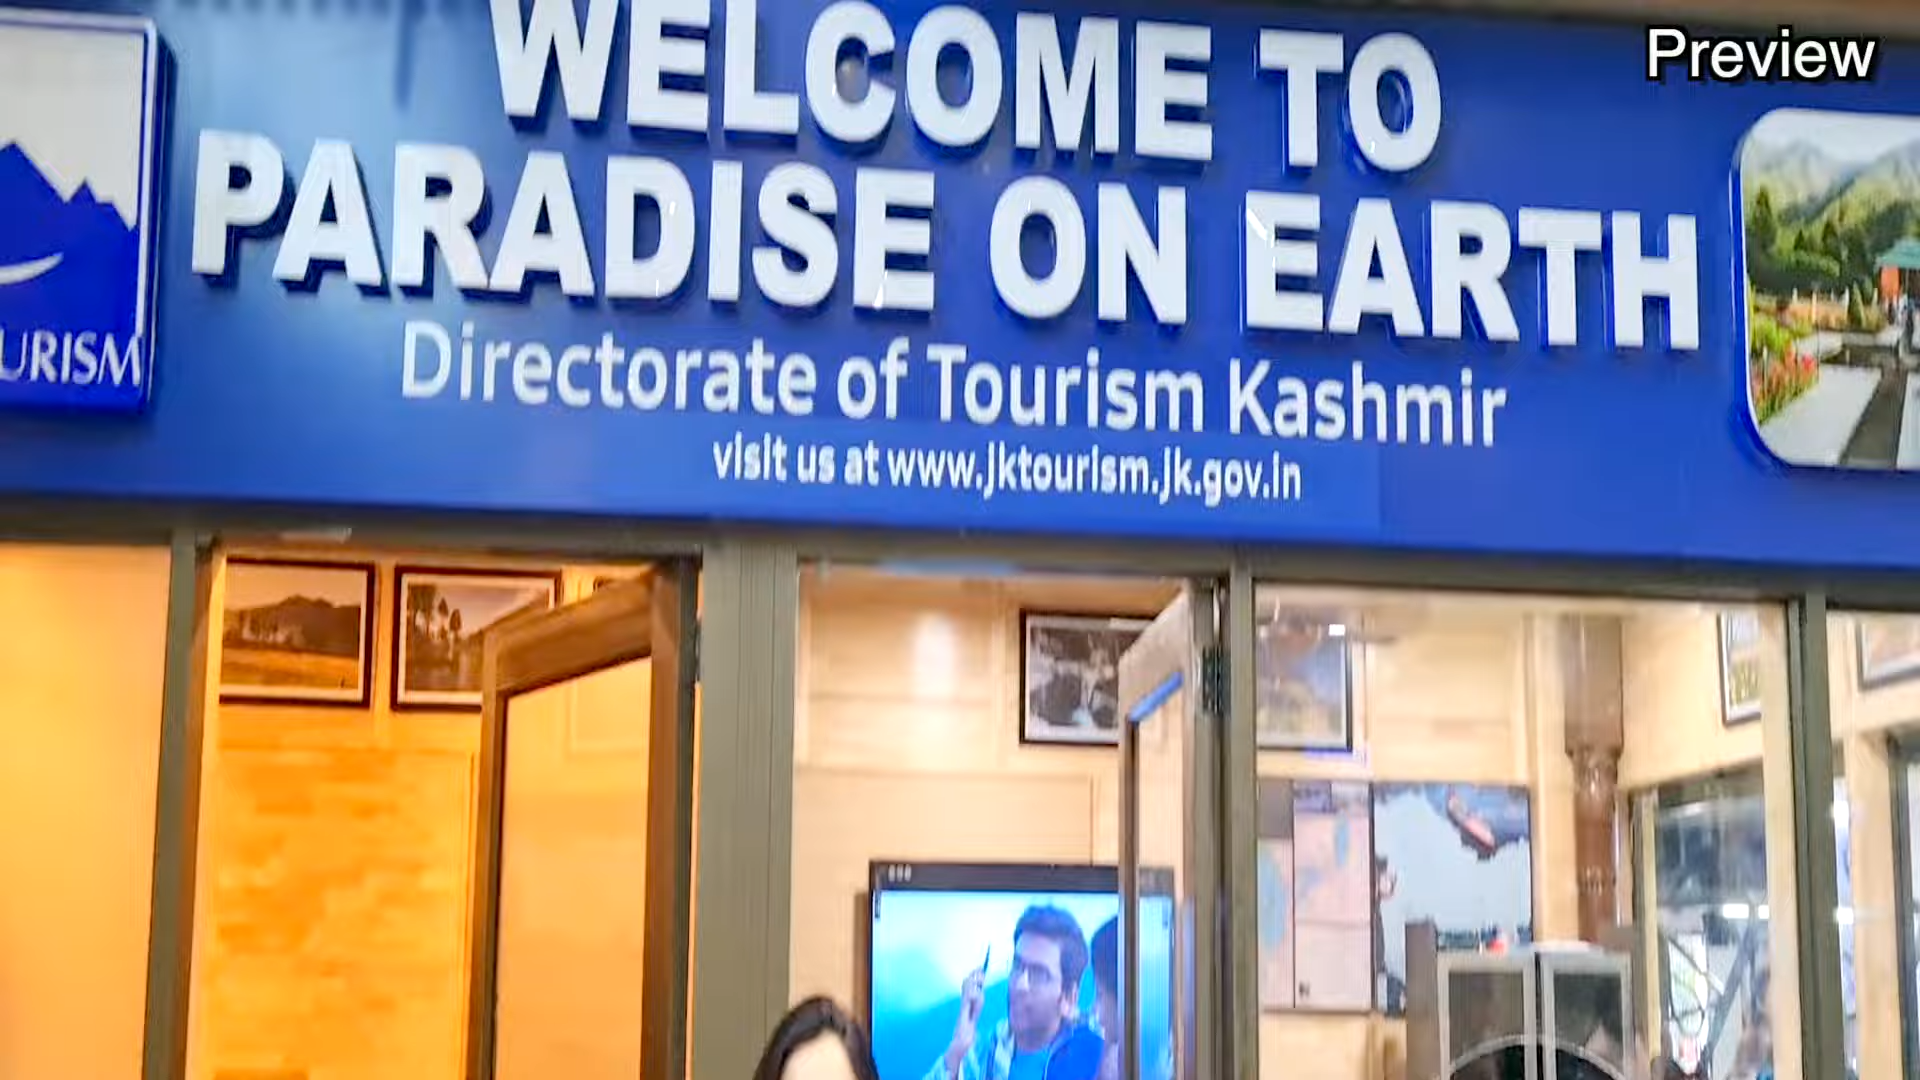 Preview
WELCOME TO
PARADISE ON EARTH
URISM
Directorate of Tourism Kashmir
visit us at www.jktourism.jk.gov.in